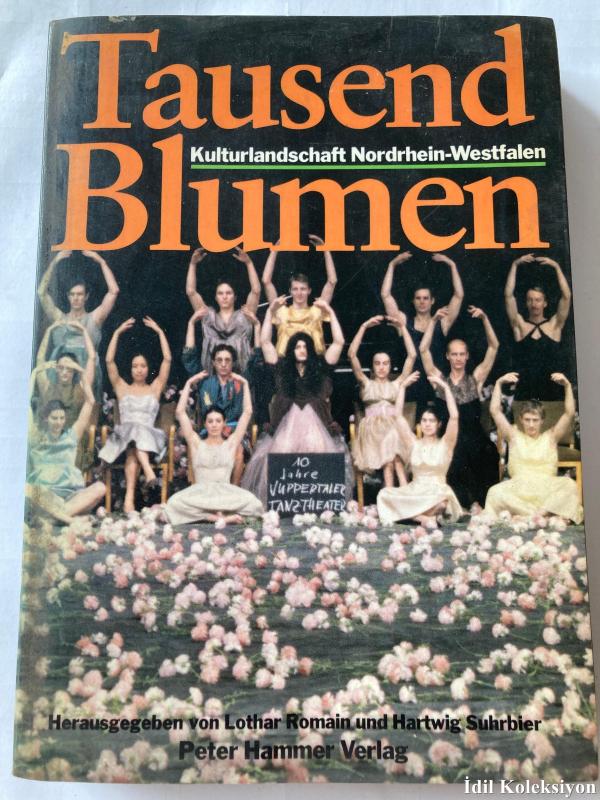 Tausend
Kulturlandschaft Nordrhein-Westfalen
Blumen
10
Jahre
WUPPERTALER
TANZTHEATER
Herausgegeben von Lothar Romain und Hartwig Suhrbier
Peter Hammer Verlag
İdil Koleksiyon